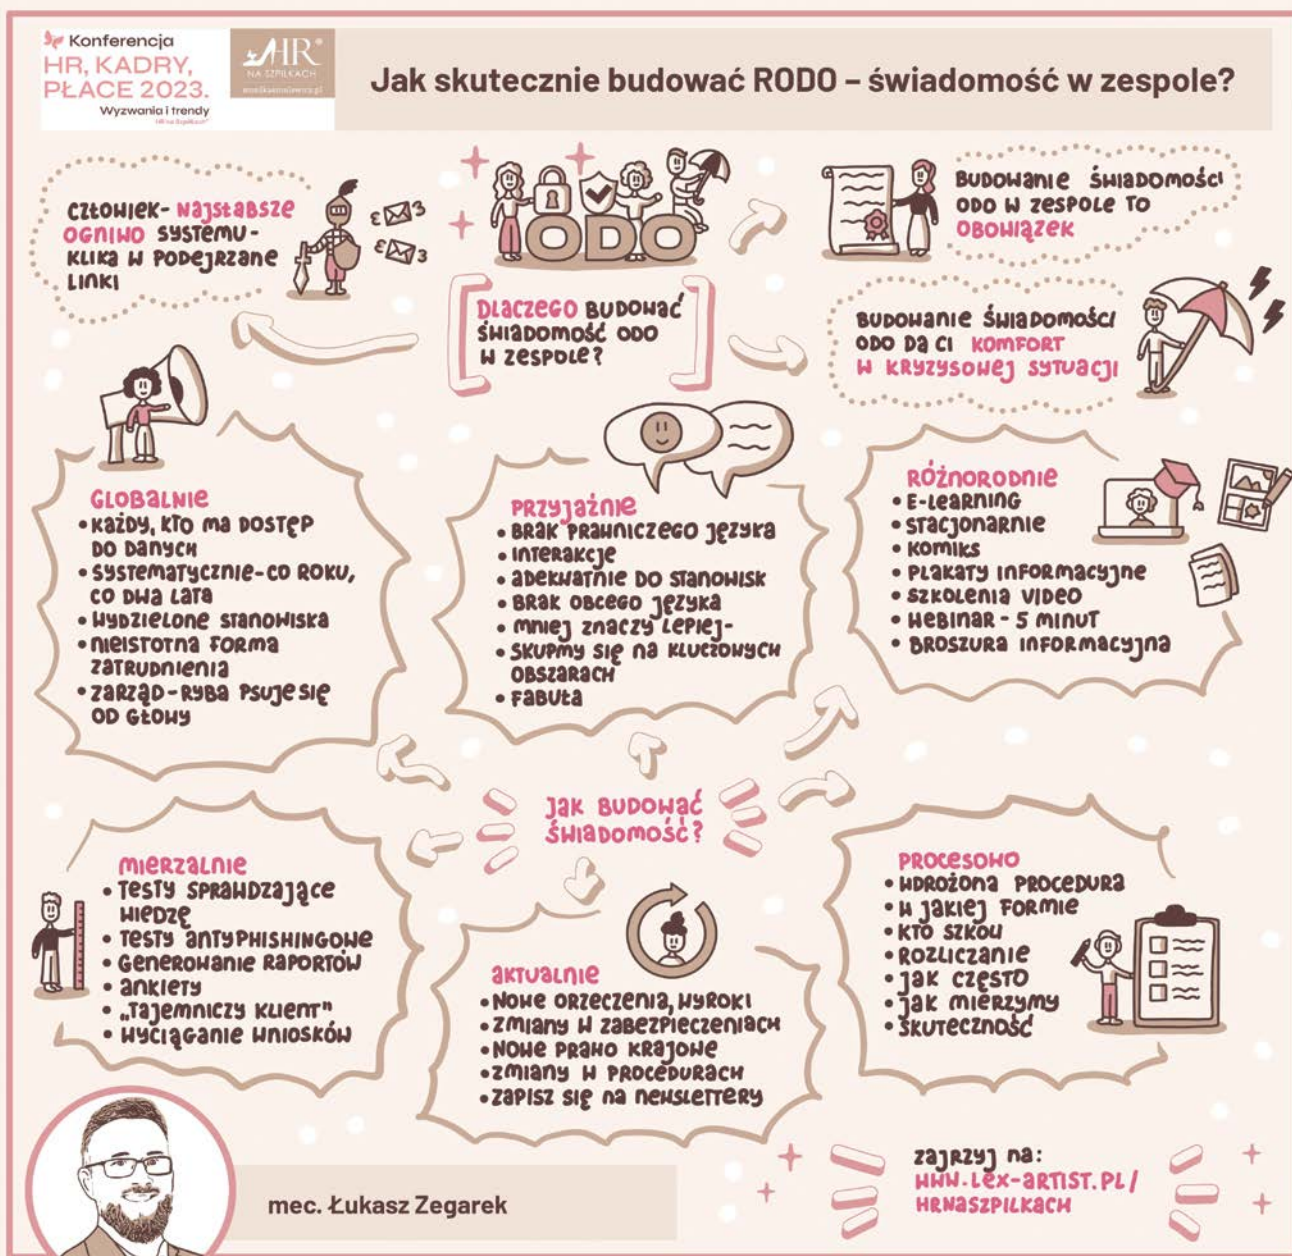 Konferencja
HR, KADRY,
PŁACE 2023.
Wyzwania i trendy
HR na Szpilkach
HR
NA SZPILKACH
Jak skutecznie budować RODO – świadomość w zespole?
CZŁOWIEK- NAJSŁABSZE
OGNIWO SYSTEMU -
KLIKA W PODEJRZANE
LINKI
ODO
DLACZEGO BUDOWAĆ
ŚWIADOMOŚĆ ODO
W ZESPOLE?
BUDOWANIE ŚWIADOMOŚCI
ODO W ZESPOLE TO
OBOWIĄZEK
BUDOWANIE ŚWIADOMOŚCI
ODO DA CI KOMFORT
W KRYZYSOWEJ SYTUACJI
GLOBALNIE
• KAŻDY, KTO MA DOSTĘP
DO DANYCH
• SYSTEMATYCZNIE-CO ROKU,
CO DWA LATA
• WYDZIELONE STANOWISKA
• NIEISTOTNA FORMA
ZATRUDNIENIA
• ZARZĄD-RYBA PSUJE SIĘ
OD GŁOWY
PRZYJAŹNIE
• BRAK PRAWNICZEGO JĘZYKA
• INTERAKCJE
• ADEKWATNIE DO STANOWISK
• BRAK OBCEGO JĘZYKA
• MNIEJ ZNACZY LEPIEJ-
• SKUPMY SIĘ NA KLUCZOWYCH
OBSZARACH
• FABUŁA
RÓŻNORODNIE
• E-LEARNING
• STACJONARNIE
• KOMIKS
• PLAKATY INFORMACYJNE
• SZKOLENIA VIDEO
• WEBINAR - 5 MINUT
• BROSZURA INFORMACYJNA
JAK BUDOWAĆ
ŚWIADOMOŚĆ?
MIERZALNIE
• TESTY SPRAWDZAJĄCE
WIEDZĘ
• TESTY ANTYPHISHINGOWE
• GENEROWANIE RAPORTÓW
• ANKIETY
• „TAJEMNICZY KLIENT"
• WYCIĄGANIE WNIOSKÓW
AKTUALNIE
• NOWE ORZECZENIA, WYROKI
• ZMIANY W ZABEZPIECZENIACH
• NOWE PRAWO KRAJOWE
• ZMIANY W PROCEDURACH
• ZAPISZ SIĘ NA NEWSLETTERY
PROCESOWO
• WDROŻONA PROCEDURA
• W JAKIEJ FORMIE
• KTO SZKOLI
• ROZLICZANIE
• JAK CZĘSTO
• JAK MIERZYMY
• SKUTECZNOŚĆ
mec. Łukasz Zegarek
ZAJRZYJ NA:
WWW.LEX-ARTIST.PL/
HRNASZPILKACH